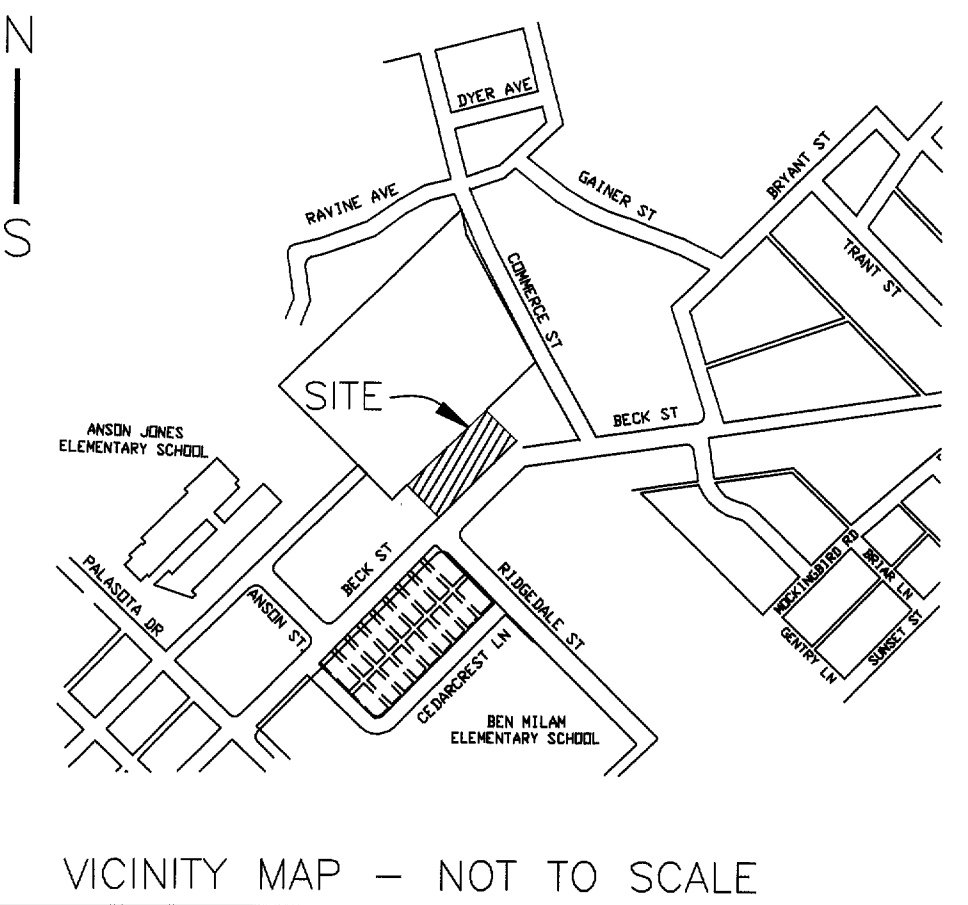 N
S
DYER AVE
RAVINE AVE
GAINER ST
BRYANT ST
TRANT ST
COMMERCE ST
SITE
BECK ST
ANSON JONES
ELEMENTARY SCHOOL
PALASOTA DR
ANSON ST.
BECK ST
RIDGEDALE ST
CEDARCREST LN
BEN MILAM
ELEMENTARY SCHOOL
MOCKINGBIRD RD
BRIAR LN
GENTRY LN
SUNSET ST
VICINITY MAP - NOT TO SCALE